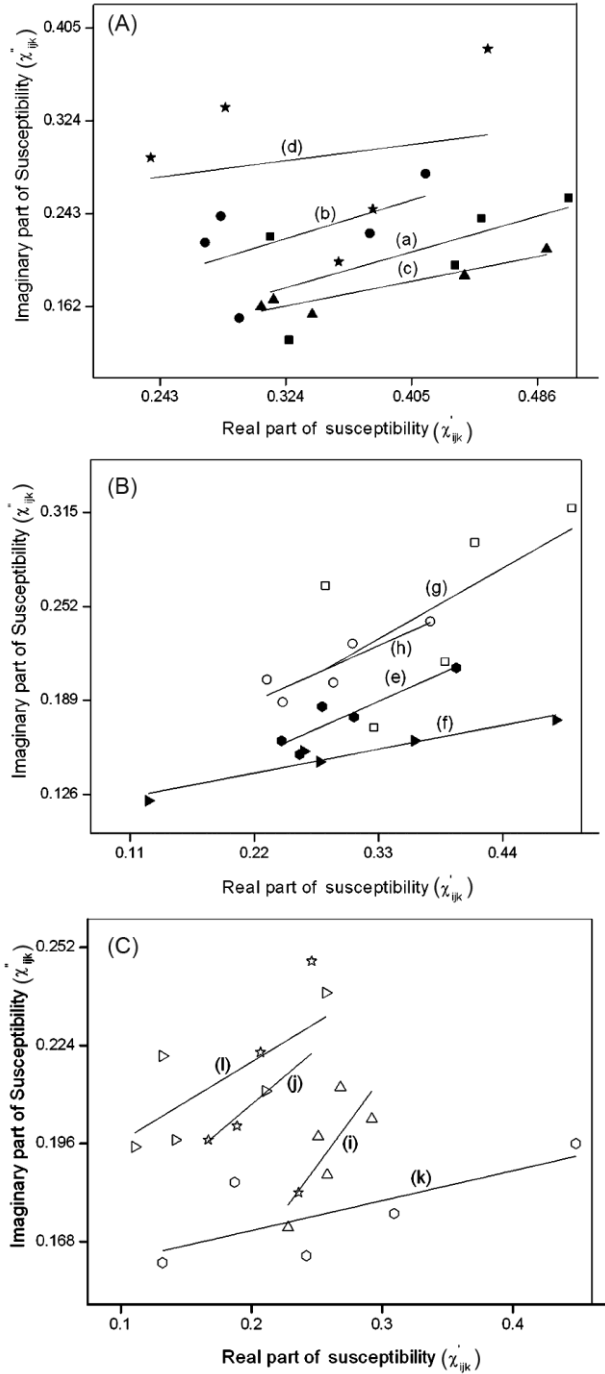 (A)
Imaginary part of Susceptibility (χ''ijk)
0.405
0.324
0.243
0.162
(d)
(b)
(a)
(c)
0.243 0.324 0.405 0.486
Real part of susceptibility (χ'ijk)
(B)
Imaginary part of Susceptibility (χ''ijk)
0.315
0.252
0.189
0.126
(g)
(h)
(e)
(f)
0.11 0.22 0.33 0.44
Real part of susceptibility (χ'ijk)
(C)
Imaginary part of Susceptibility (χ''ijk)
0.252
0.224
0.196
0.168
(l)
(j)
(i)
(k)
0.1 0.2 0.3 0.4
Real part of susceptibility (χ'ijk)